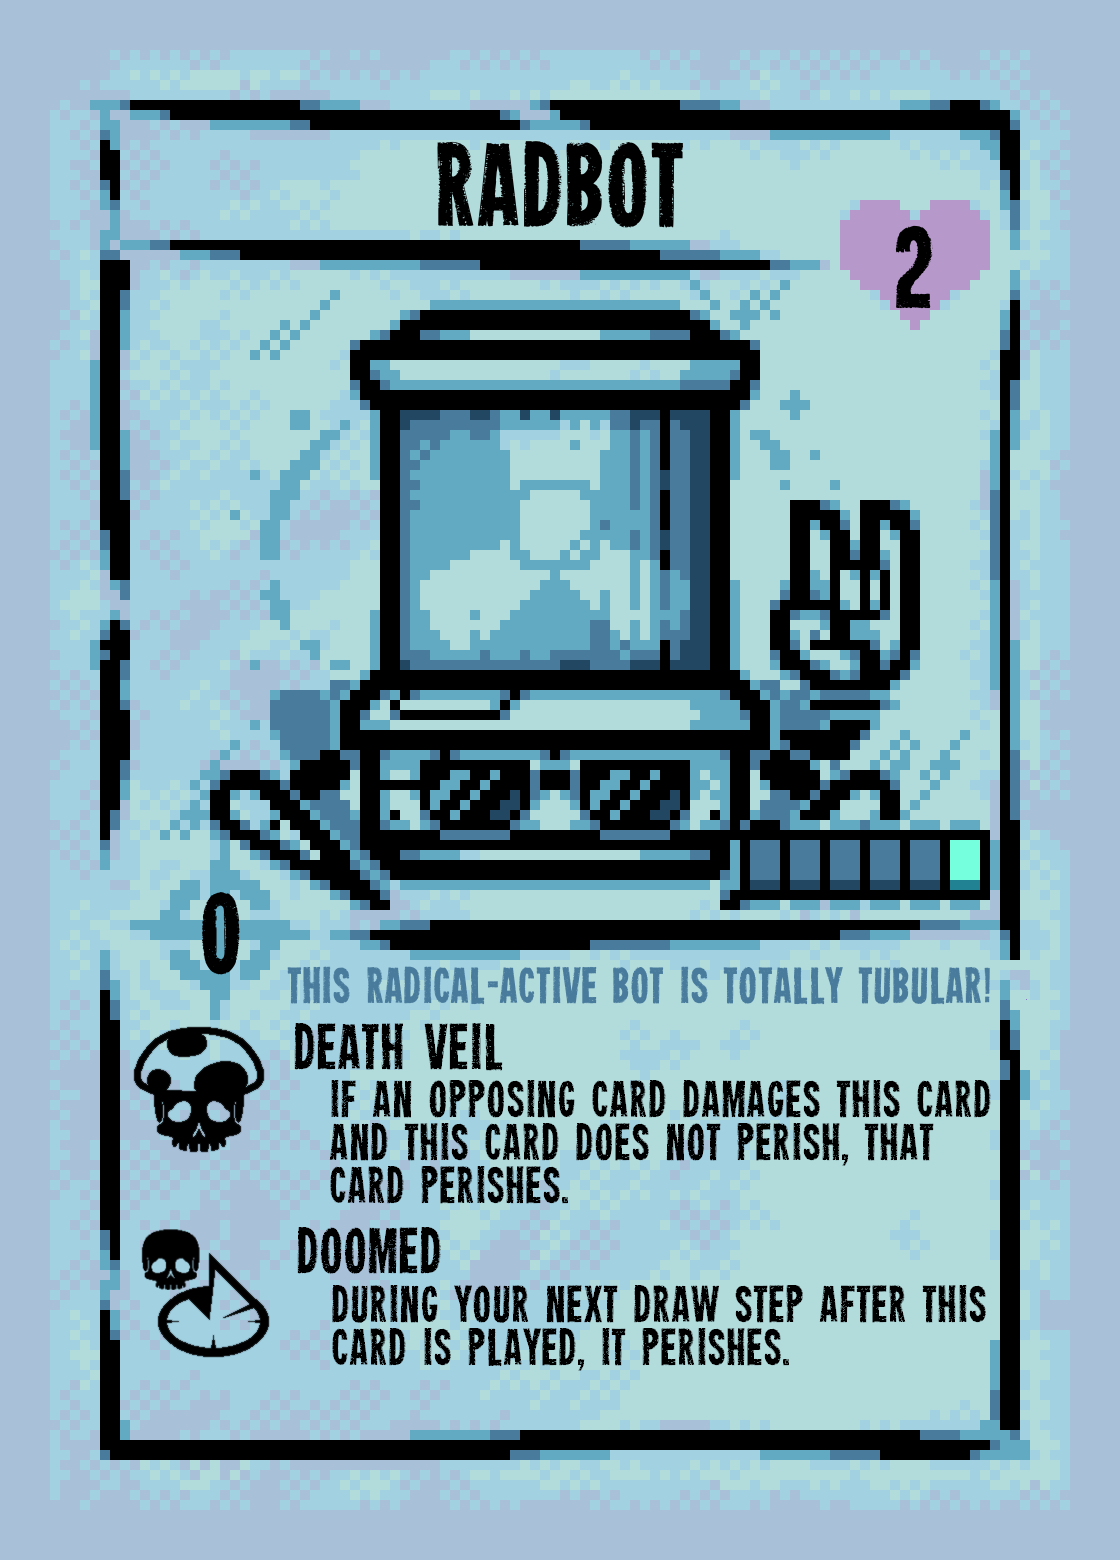 RADBOT
2
0
THIS RADICAL-ACTIVE BOT IS TOTALLY TUBULAR!
DEATH VEIL
IF AN OPPOSING CARD DAMAGES THIS CARD
AND THIS CARD DOES NOT PERISH, THAT
CARD PERISHES.
DOOMED
DURING YOUR NEXT DRAW STEP AFTER THIS
CARD IS PLAYED, IT PERISHES.